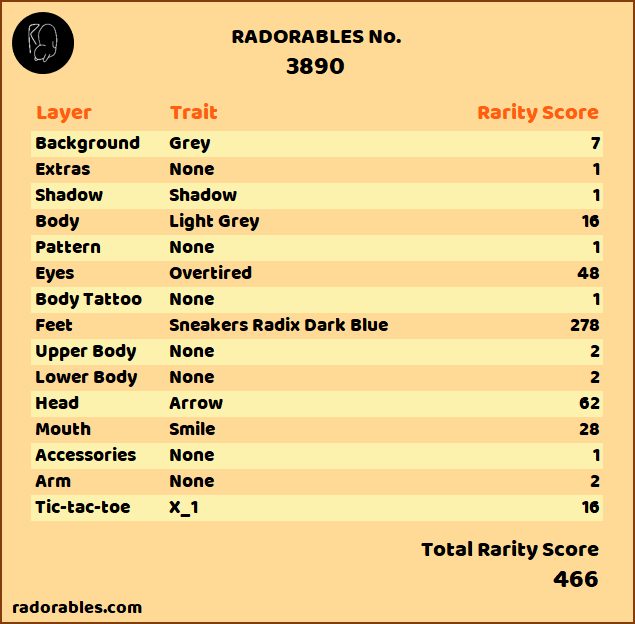 RADORABLES No.
3890
Layer Trait Rarity Score
Background Grey 7
Extras None 1
Shadow Shadow 1
Body Light Grey 16
Pattern None 1
Eyes Overtired 48
Body Tattoo None 1
Feet Sneakers Radix Dark Blue 278
Upper Body None 2
Lower Body None 2
Head Arrow 62
Mouth Smile 28
Accessories None 1
Arm None 2
Tic-tac-toe X_1 16
Total Rarity Score
466
radorables.com